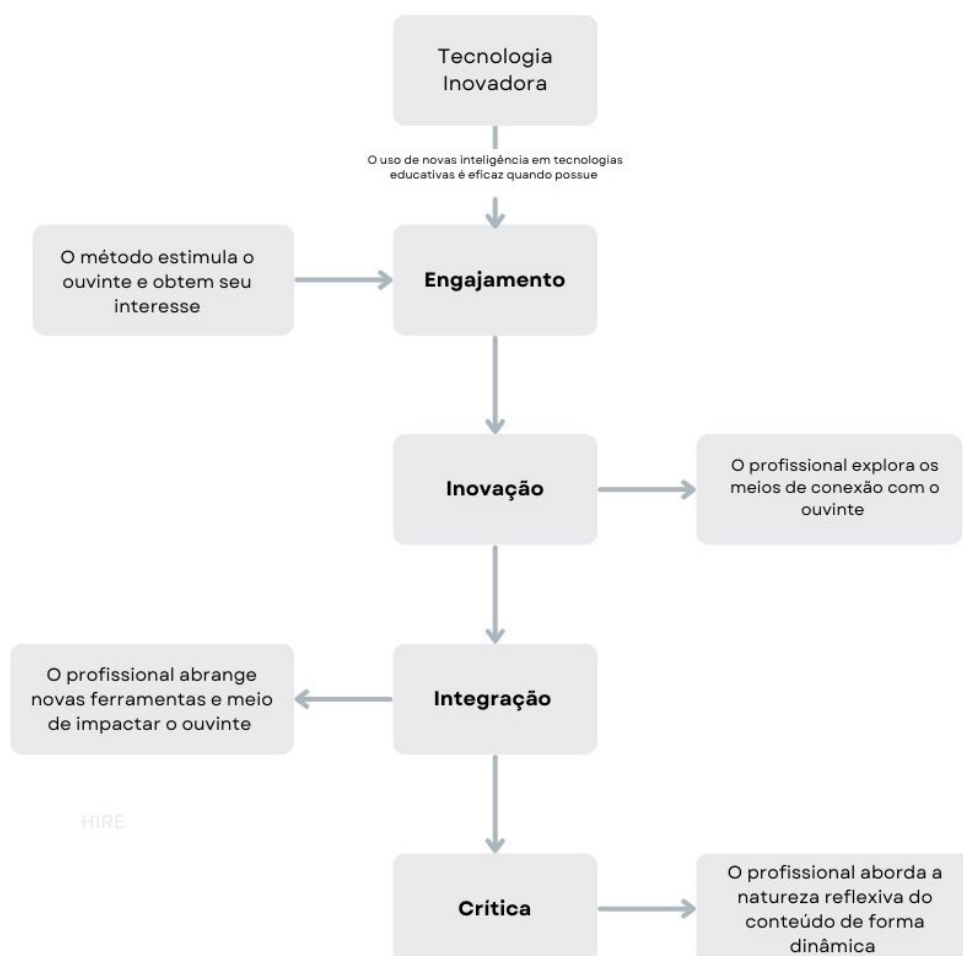 Tecnologia
Inovadora
O uso de novas inteligência em tecnologias
educativas é eficaz quando possue
O método estimula o
ouvinte e obtem seu
interesse
Engajamento
Inovação
O profissional explora os
meios de conexão com o
ouvinte
O profissional abrange
novas ferramentas e meio
de impactar o ouvinte
Integração
HIRE
Crítica
O profissional aborda a
natureza reflexiva do
conteúdo de forma
dinâmica